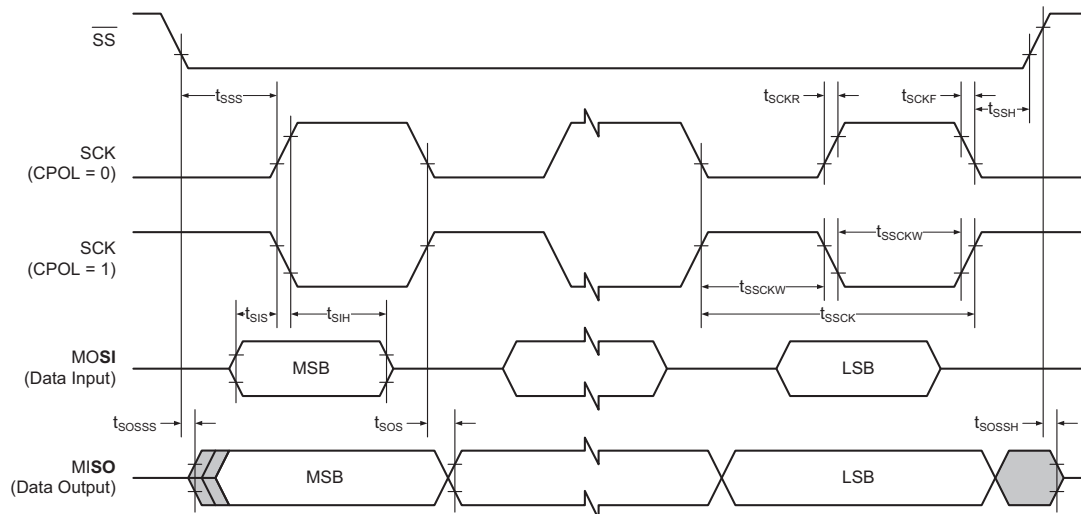 SS
tSSS
tSCKR
tSCKF
tSSH
SCK
(CPOL = 0)
SCK
(CPOL = 1)
tSSCKW
tSSCKW
tSIS
tSIH
tSSCK
MOSI
(Data Input)
MSB
LSB
tSOSSS
tSOS
tSOSSH
MISO
(Data Output)
MSB
LSB